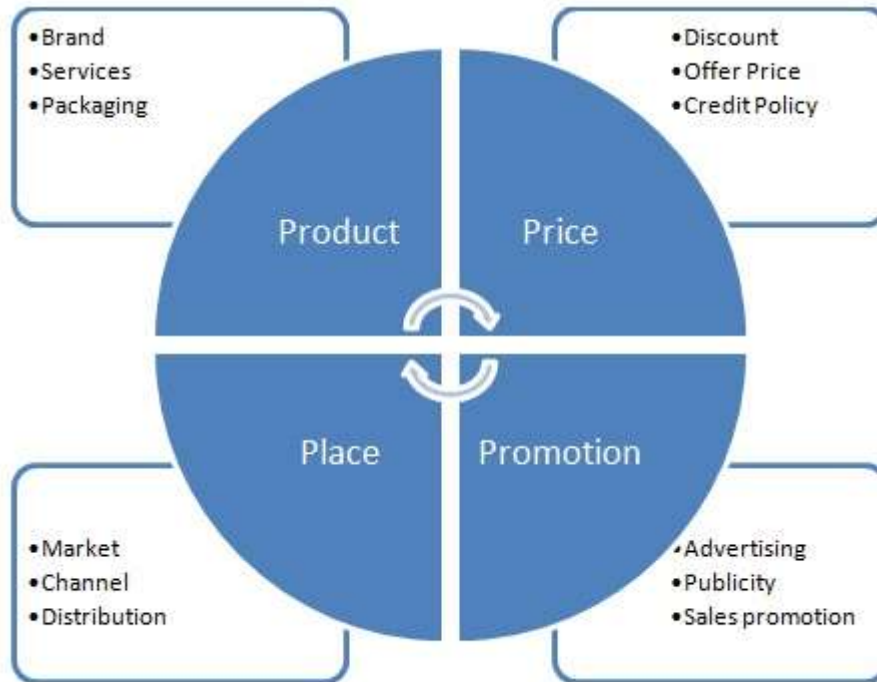 •Brand
•Services
•Packaging
•Discount
•Offer Price
•Credit Policy
Product
Price
Place
Promotion
•Market
•Channel
•Distribution
•Advertising
•Publicity
•Sales promotion